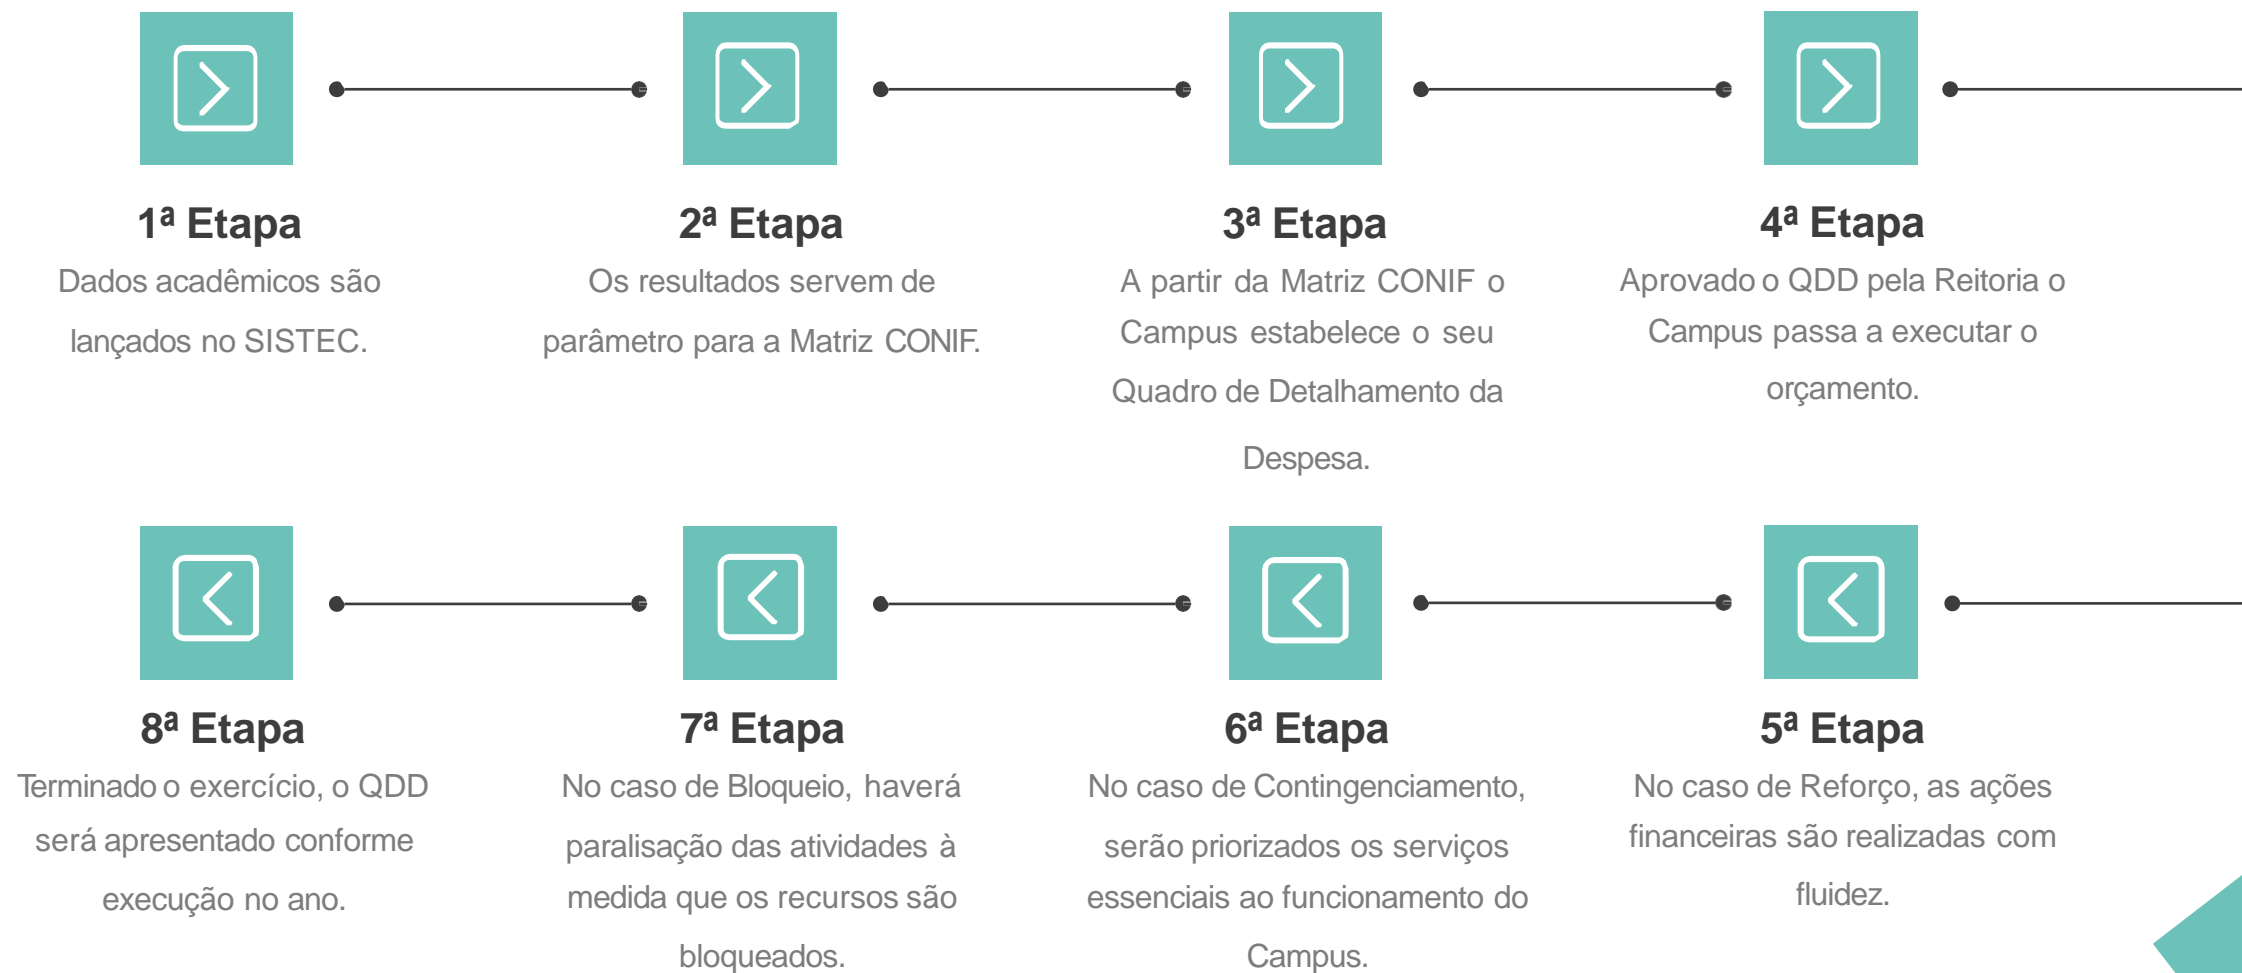 1ª Etapa
Dados acadêmicos são
lançados no SISTEC.
2ª Etapa
Os resultados servem de
parâmetro para a Matriz CONIF.
3ª Etapa
A partir da Matriz CONIF o
Campus estabelece o seu
Quadro de Detalhamento da
Despesa.
4ª Etapa
Aprovado o QDD pela Reitoria o
Campus passa a executar o
orçamento.
8ª Etapa
Terminado o exercício, o QDD
será apresentado conforme
execução no ano.
7ª Etapa
No caso de Bloqueio, haverá
paralisação das atividades à
medida que os recursos são
bloqueados.
6ª Etapa
No caso de Contingenciamento,
serão priorizados os serviços
essenciais ao funcionamento do
Campus.
5ª Etapa
No caso de Reforço, as ações
financeiras são realizadas com
fluidez.